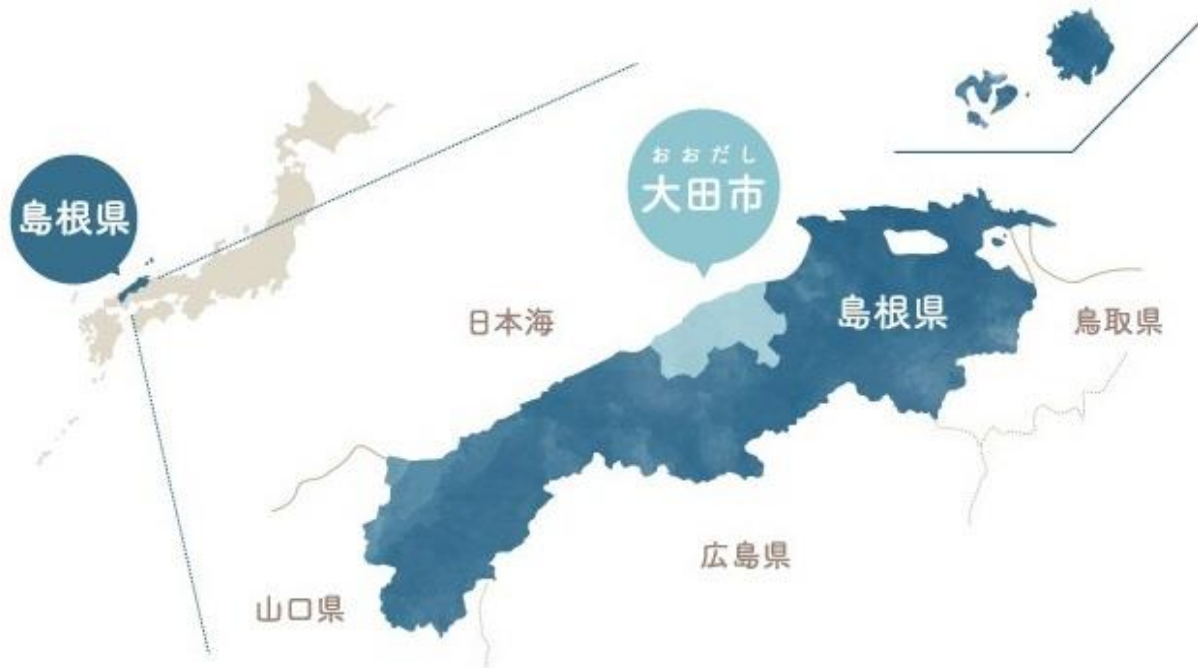 島根県
おおだし
大田市
日本海
島根県
鳥取県
広島県
山口県